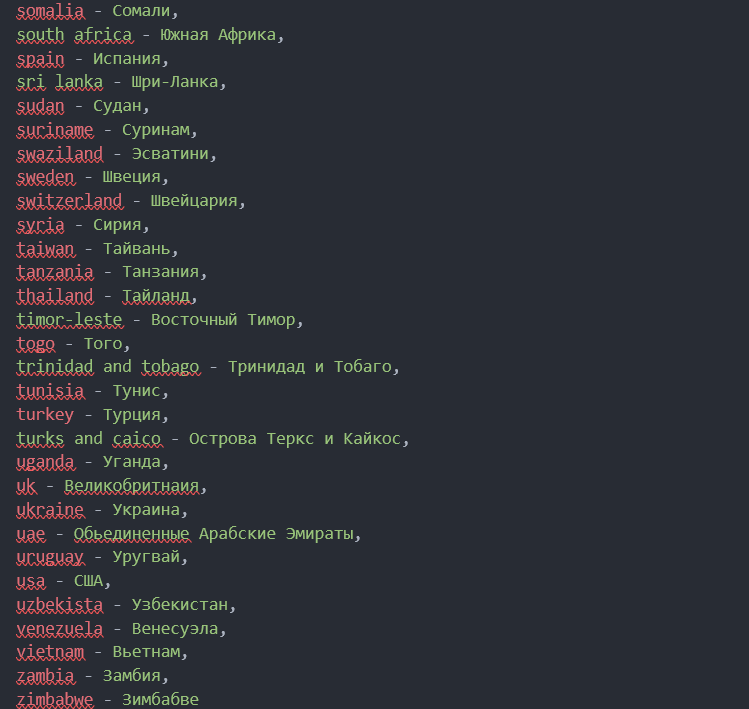 somalia - Сомали,
south africa - Южная Африка,
spain - Испания,
sri lanka - Шри-Ланка,
sudan - Судан,
suriname - Суринам,
swaziland - Эсватини,
sweden - Швеция,
switzerland - Швейцария,
syria - Сирия,
taiwan - Тайвань,
tanzania - Танзания,
thailand - Тайланд,
timor-leste - Восточный Тимор,
togo - Того,
trinidad and tobago - Тринидад и Тобаго,
tunisia - Тунис,
turkey - Турция,
turks and caico - Острова Теркс и Кайкос,
uganda - Уганда,
uk - Великобритнаия,
ukraine - Украина,
uae - Обьединенные Арабские Эмираты,
uruguay - Уругвай,
usa - США,
uzbekista - Узбекистан,
venezuela - Венесуэла,
vietnam - Вьетнам,
zambia - Замбия,
zimbabwe - Зимбабве